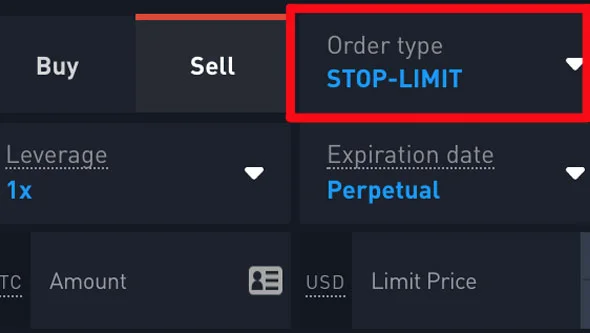 Buy
Sell
Order type
STOP-LIMIT
Leverage
1x
Expiration date
Perpetual
TC
Amount
USD
Limit Price